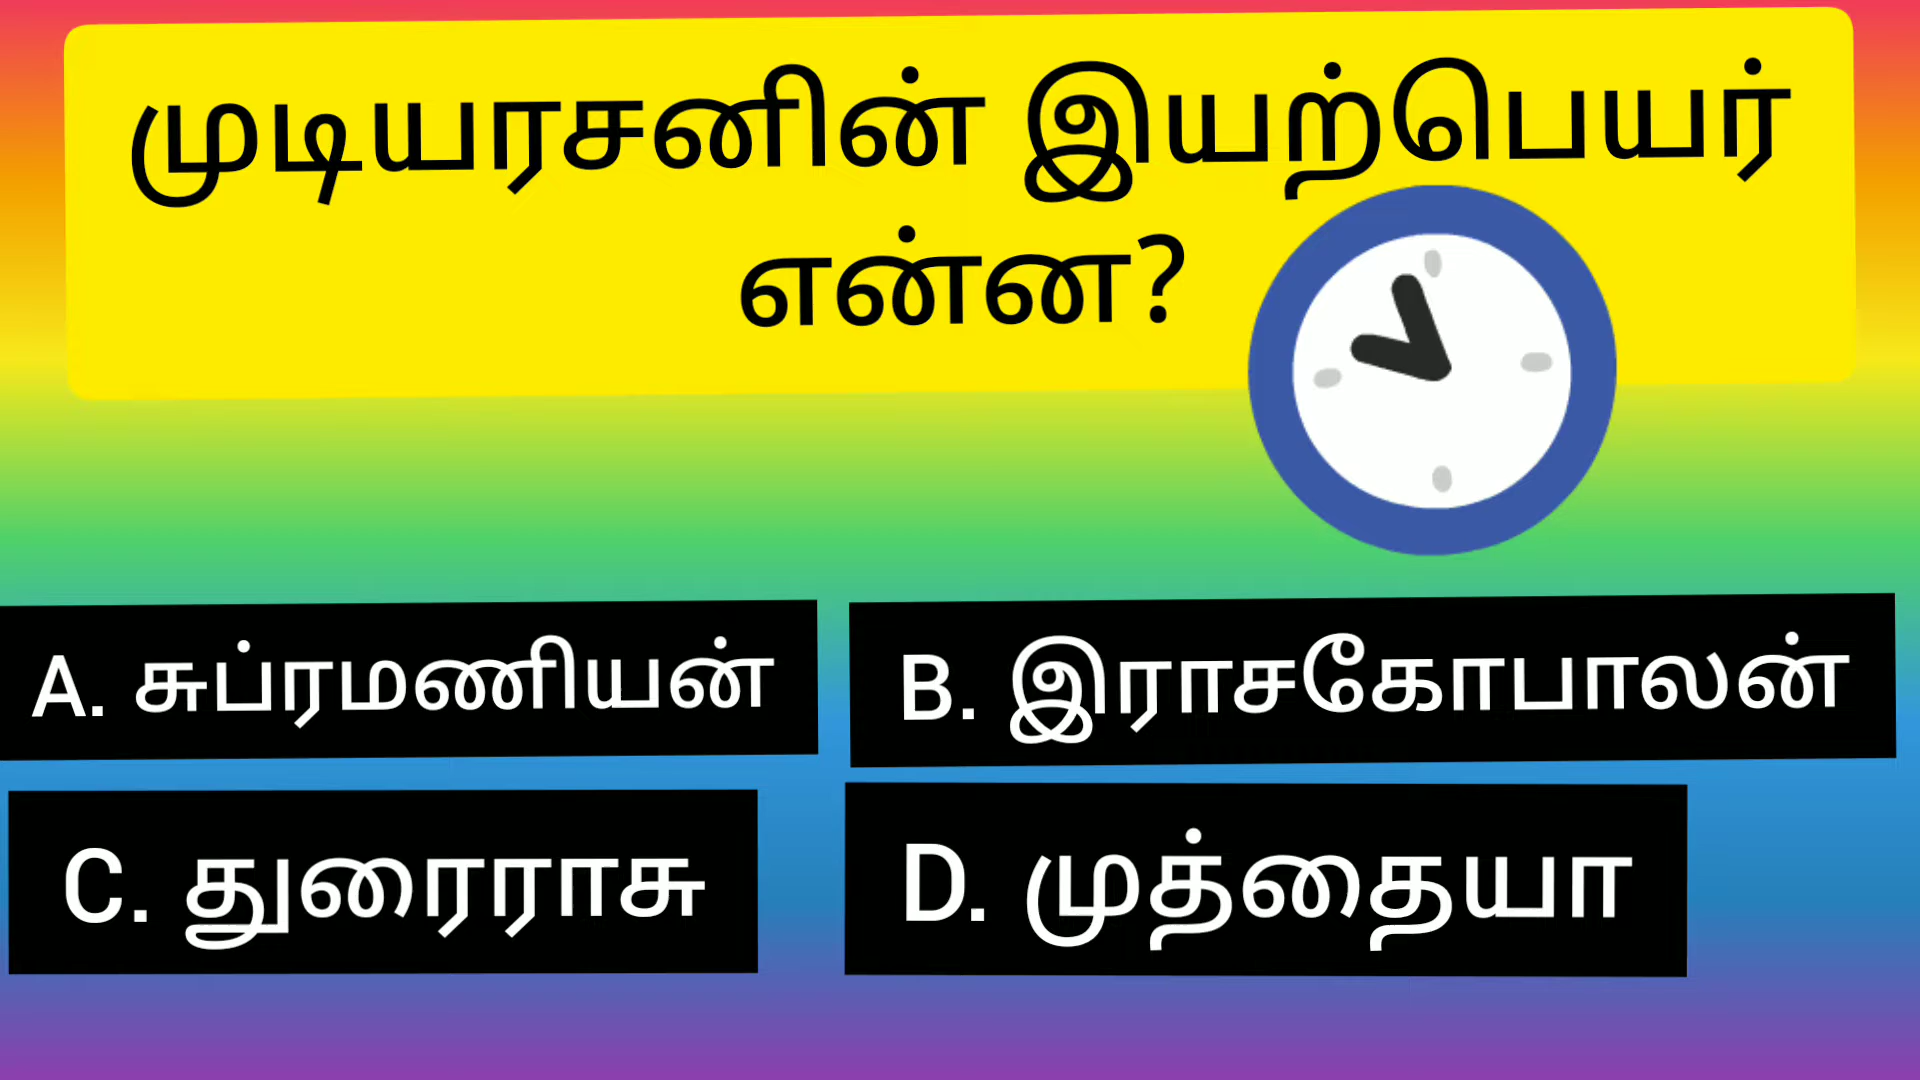 முடியரசனின் இயற்பெயர்
என்ன?
A. சுப்ரமணியன்
B. இராசகோபாலன்
C. துரைராசு
D. முத்தையா